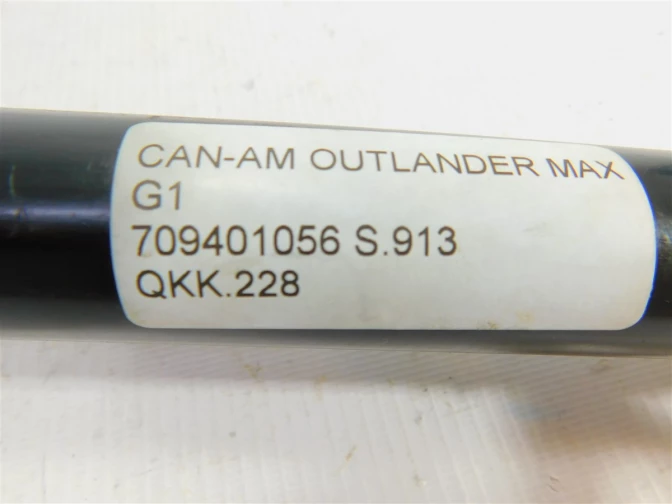 CAN-AM OUTLANDER MAX
G1
709401056 S.913
QKK.228